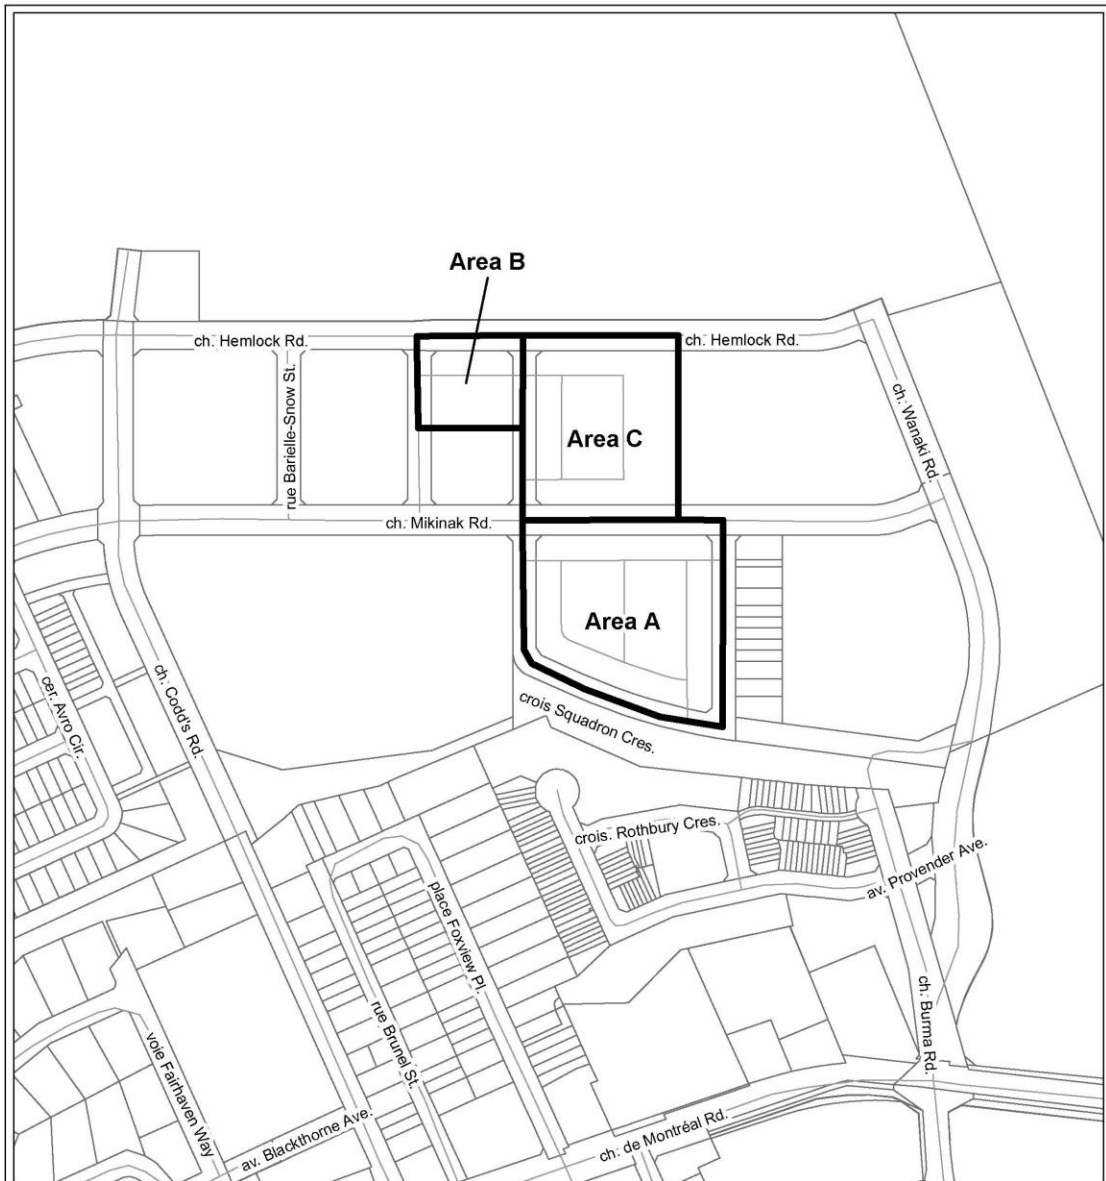 Area B
ch. Hemlock Rd.
ch. Hemlock Rd.
rue Barielle-Snow St.
ch. Wanaki Rd.
Area C
ch. Mikinak Rd.
Area A
cer. Avro Cir.
ch. Codd's Rd.
crois Squadron Cres.
crois. Rothbury Cres.
av. Provender Ave.
place Foxview Pl.
rue Brunel St.
ch. Burma Rd.
voie Fairhaven Way
av. Blackthorne Ave.
ch. de Montréal Rd.